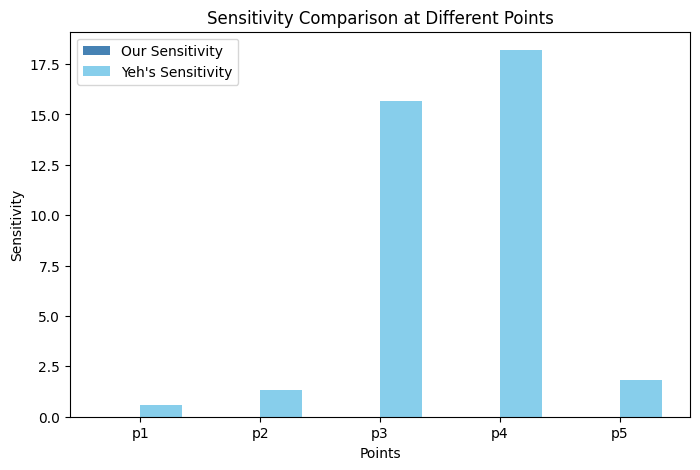 Sensitivity Comparison at Different Points
Our Sensitivity
Yeh's Sensitivity
17.5
15.0
12.5
10.0
7.5
5.0
2.5
0.0
Sensitivity
p1 p2 p3 p4 p5
Points